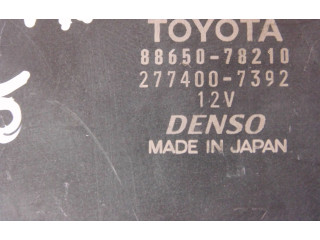 TOYOTA
88650-78210
277400-7392
12V
DENSO
MADE IN JAPAN